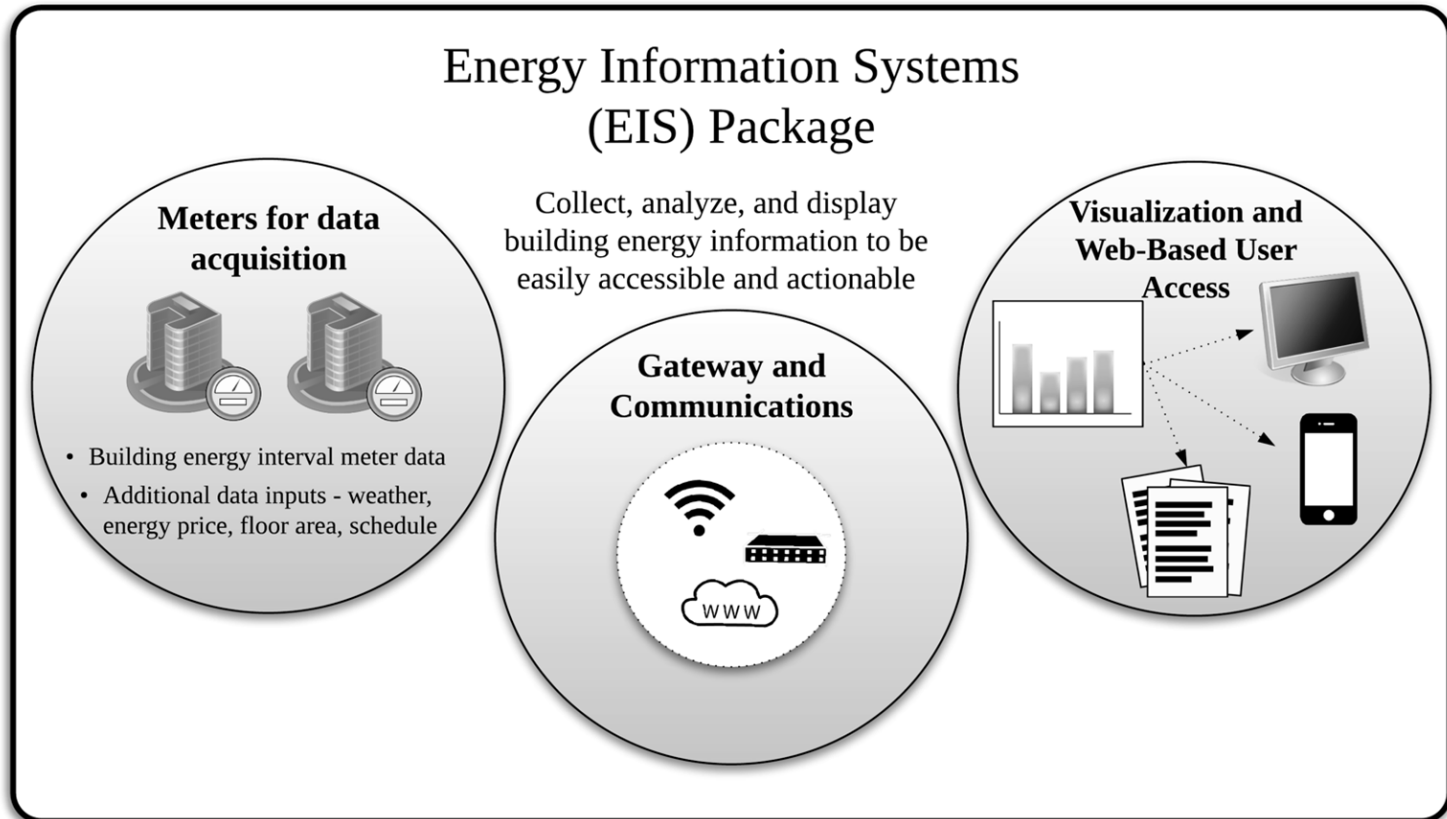 Energy Information Systems
(EIS) Package
Collect, analyze, and display
building energy information to be
easily accessible and actionable
Meters for data
acquisition
• Building energy interval meter data
• Additional data inputs - weather,
energy price, floor area, schedule
Gateway and
Communications
www
Visualization and
Web-Based User
Access